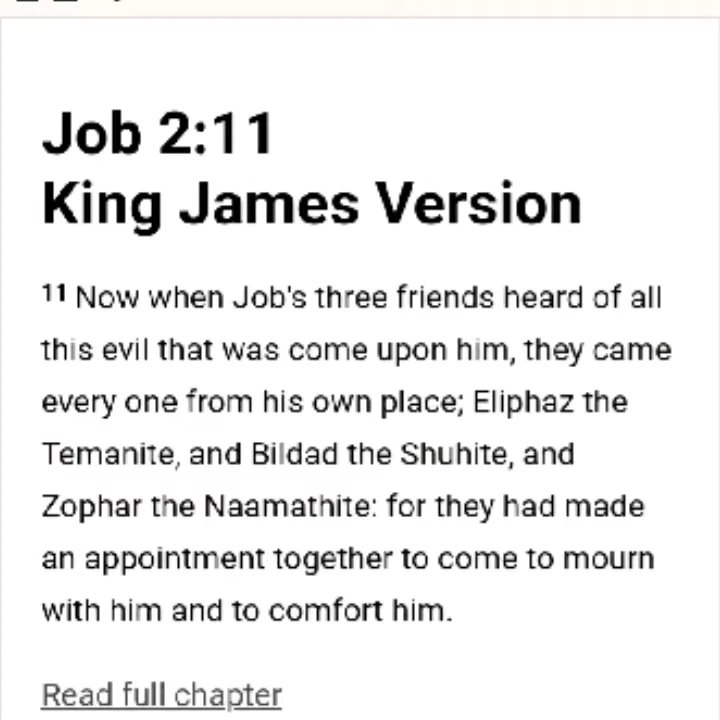 Job 2:11
King James Version
11 Now when Job's three friends heard of all
this evil that was come upon him, they came
every one from his own place; Eliphaz the
Temanite, and Bildad the Shuhite, and
Zophar the Naamathite: for they had made
an appointment together to come to mourn
with him and to comfort him.
Read full chapter